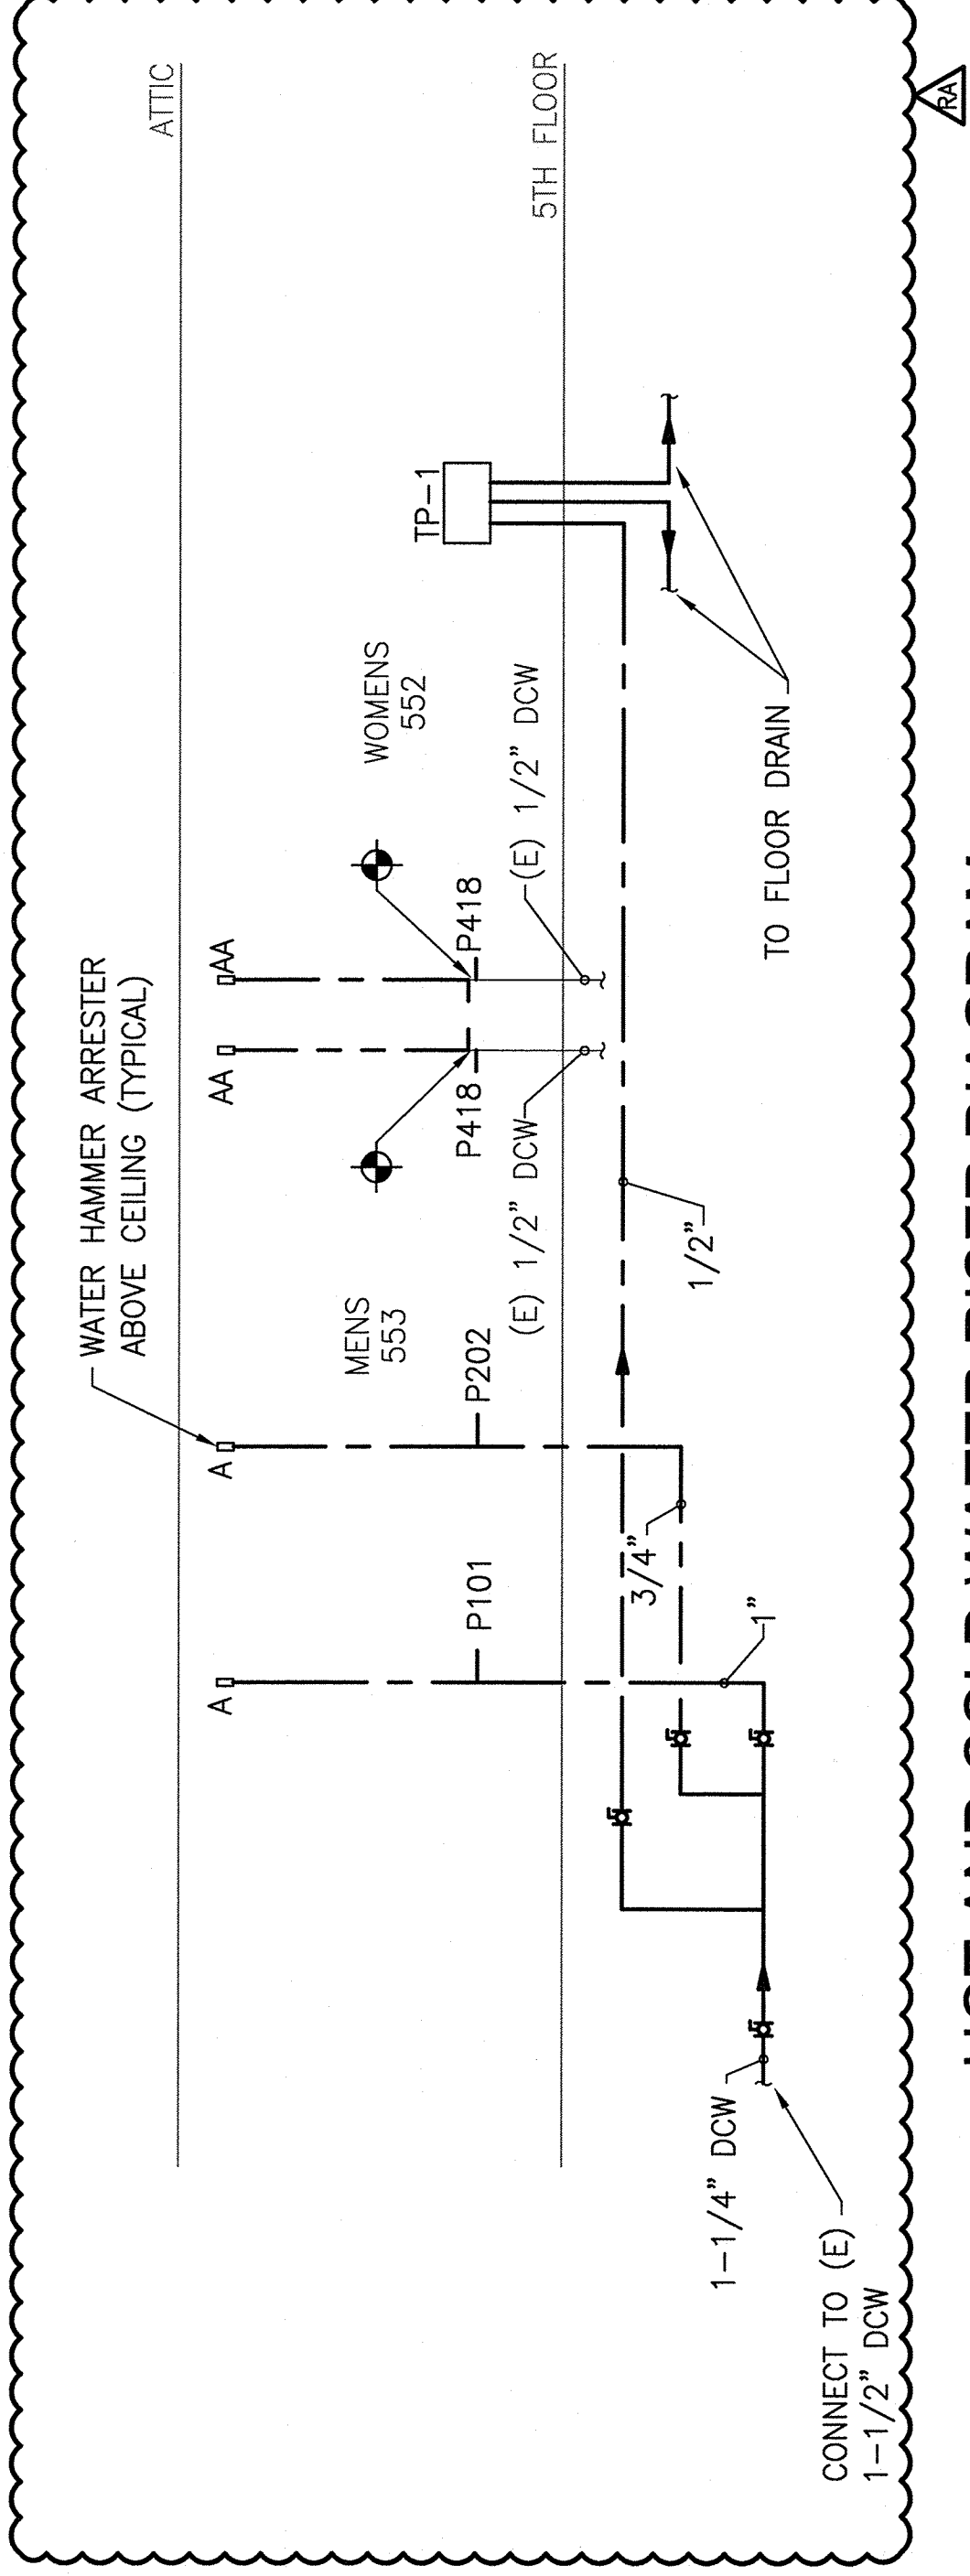 ATTIC
WATER HAMMER ARRESTER
ABOVE CEILING (TYPICAL)
A
A
AA
AA
MENS
553
WOMENS
552
P101
P202
P418
P418
TP-1
(E) 1/2" DCW
(E) 1/2" DCW
5TH FLOOR
3/4"
1/2"
1"
1-1/4" DCW
TO FLOOR DRAIN
CONNECT TO (E)
1-1/2" DCW
RA